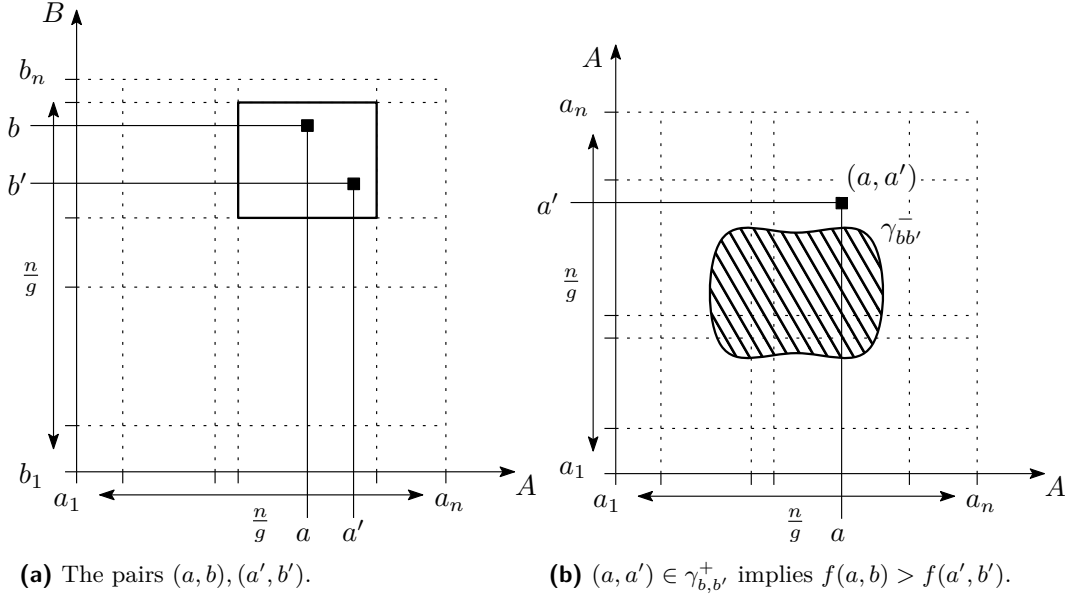 B
b_n
b
b'
n/g
b_1
a_1
a_n
A
n/g
a
a'
(a) The pairs (a, b), (a′, b′).
A
a_n
(a, a′)
a'
γ^-_{bb′}
n/g
a_1
a_1
a_n
A
n/g
a
(b) (a, a′) ∈ γ^+_{b,b′} implies f(a, b) > f(a′, b′).